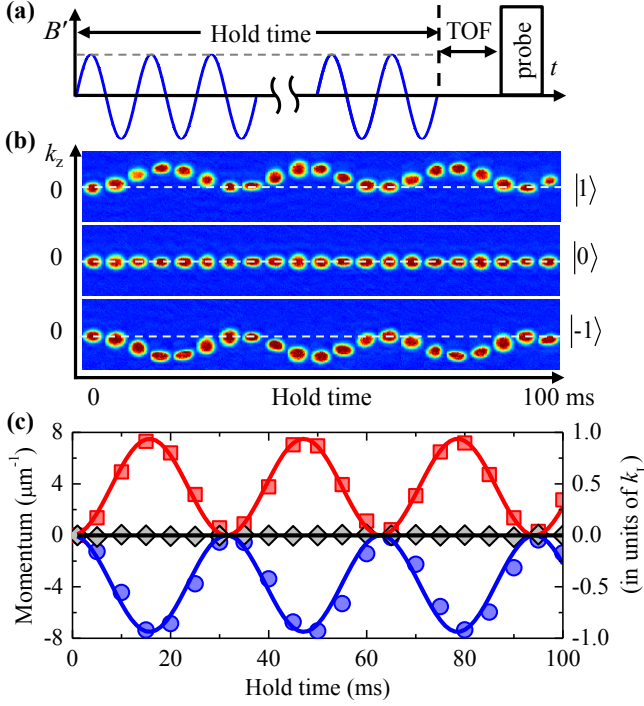 (a)
B′
Hold time
TOF
probe
t
(b)
k_z
0
|1⟩
0
|0⟩
0
|-1⟩
0
Hold time
100 ms
(c)
8
4
0
-4
-8
Momentum (μm⁻¹)
1.0
0.5
0.0
-0.5
-1.0
(in units of k_L)
0
20
40
60
80
100
Hold time (ms)